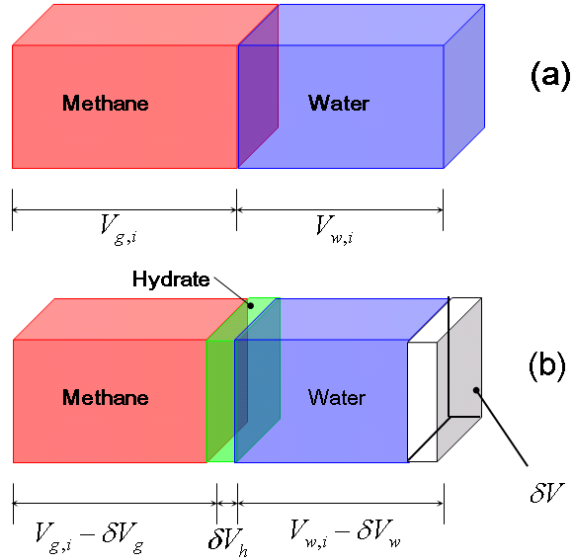 Methane
Water
(a)
V_{g,i}
V_{w,i}
Hydrate
Methane
Water
(b)
δV
V_{g,i} − δV_g
δV_h
V_{w,i} − δV_w